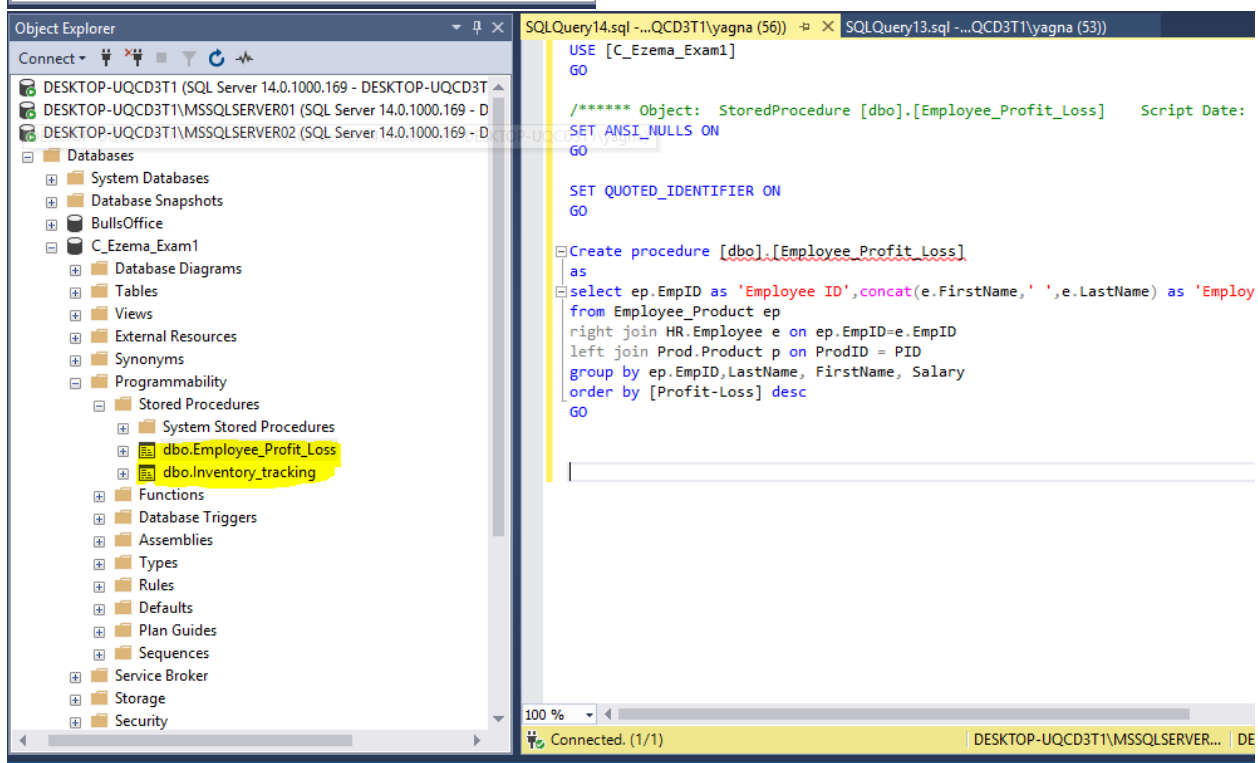 Object Explorer
Connect
DESKTOP-UQCD3T1 (SQL Server 14.0.1000.169 - DESKTOP-UQCD3T
DESKTOP-UQCD3T1\MSSQLSERVER01 (SQL Server 14.0.1000.169 - D
DESKTOP-UQCD3T1\MSSQLSERVER02 (SQL Server 14.0.1000.169 - D
Databases
System Databases
Database Snapshots
BullsOffice
C_Ezema_Exam1
Database Diagrams
Tables
Views
External Resources
Synonyms
Programmability
Stored Procedures
System Stored Procedures
dbo.Employee_Profit_Loss
dbo.Inventory_tracking
Functions
Database Triggers
Assemblies
Types
Rules
Defaults
Plan Guides
Sequences
Service Broker
Storage
Security
SQLQuery14.sql -...QCD3T1\yagna (56)) SQLQuery13.sql -...QCD3T1\yagna (53))
USE [C_Ezema_Exam1]
GO
/****** Object:  StoredProcedure [dbo].[Employee_Profit_Loss]    Script Date:
SET ANSI_NULLS ON
GO
SET QUOTED_IDENTIFIER ON
GO
Create procedure [dbo].[Employee_Profit_Loss]
as
select ep.EmpID as 'Employee ID',concat(e.FirstName,' ',e.LastName) as 'Employ
from Employee_Product ep
right join HR.Employee e on ep.EmpID=e.EmpID
left join Prod.Product p on ProdID = PID
group by ep.EmpID,LastName, FirstName, Salary
order by [Profit-Loss] desc
GO
100 %
Connected. (1/1) DESKTOP-UQCD3T1\MSSQLSERVER... DE